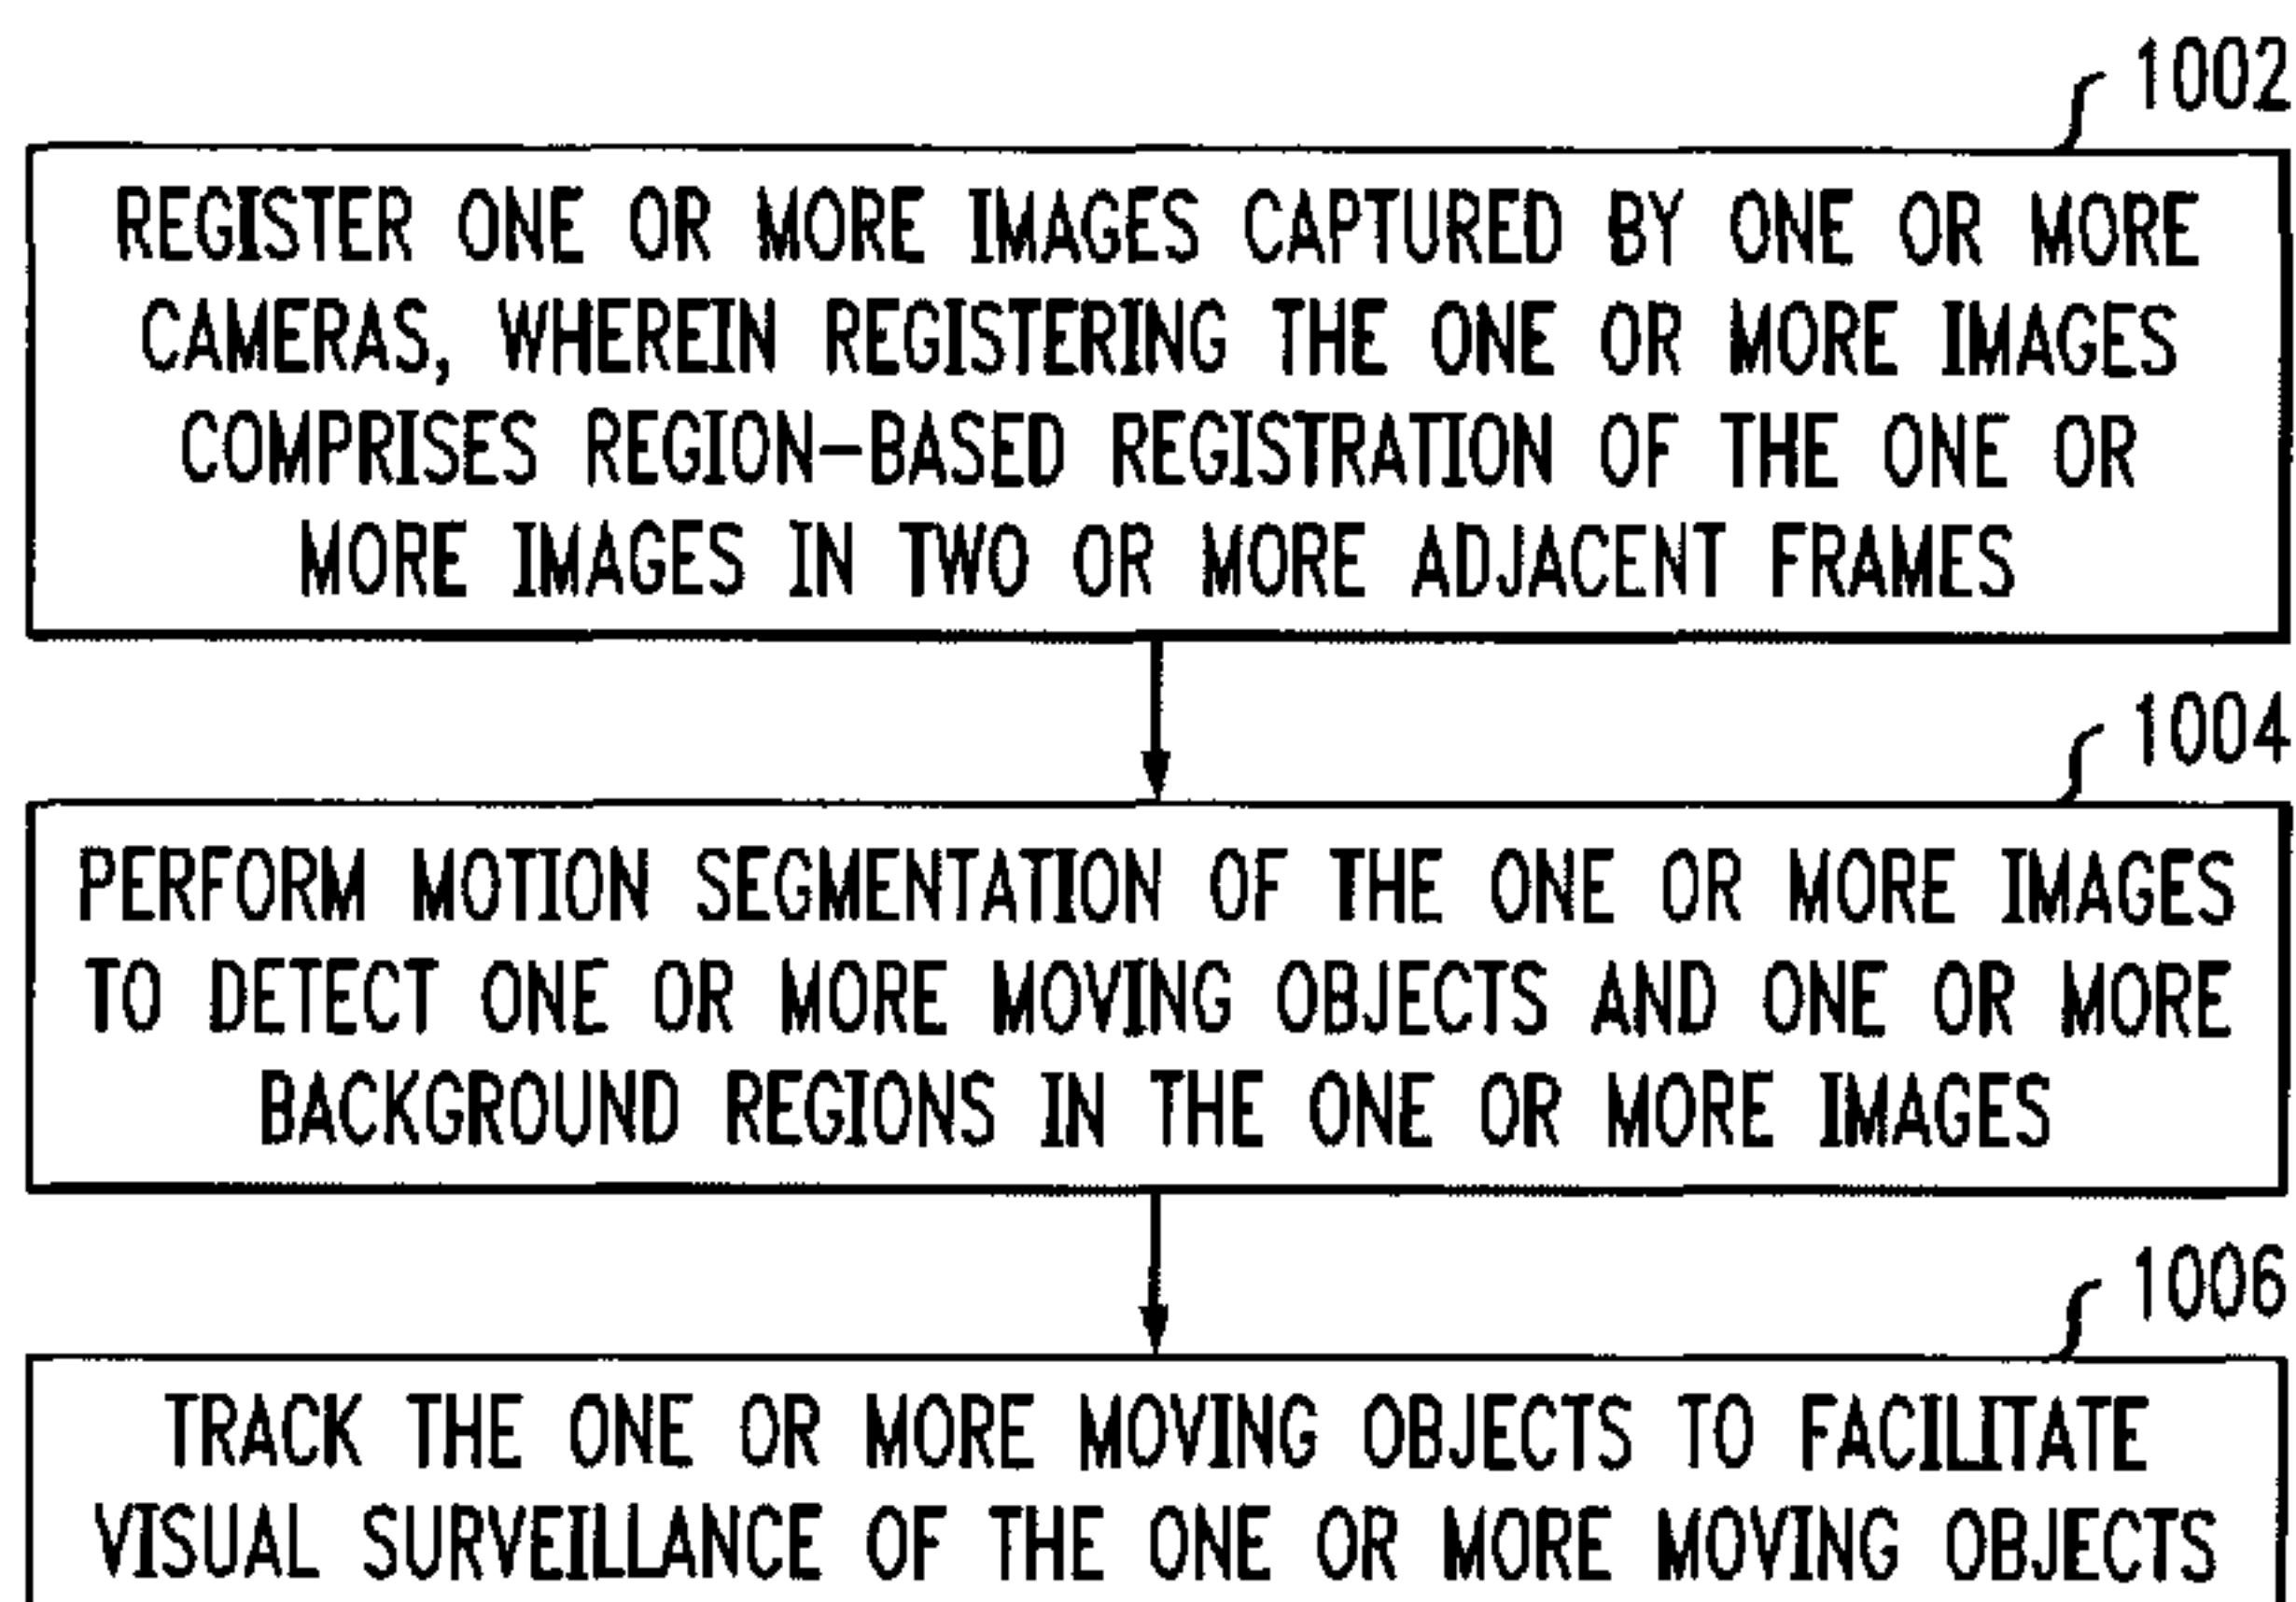 1002
REGISTER ONE OR MORE IMAGES CAPTURED BY ONE OR MORE
CAMERAS, WHEREIN REGISTERING THE ONE OR MORE IMAGES
COMPRISES REGION-BASED REGISTRATION OF THE ONE OR
MORE IMAGES IN TWO OR MORE ADJACENT FRAMES
1004
PERFORM MOTION SEGMENTATION OF THE ONE OR MORE IMAGES
TO DETECT ONE OR MORE MOVING OBJECTS AND ONE OR MORE
BACKGROUND REGIONS IN THE ONE OR MORE IMAGES
1006
TRACK THE ONE OR MORE MOVING OBJECTS TO FACILITATE
VISUAL SURVEILLANCE OF THE ONE OR MORE MOVING OBJECTS